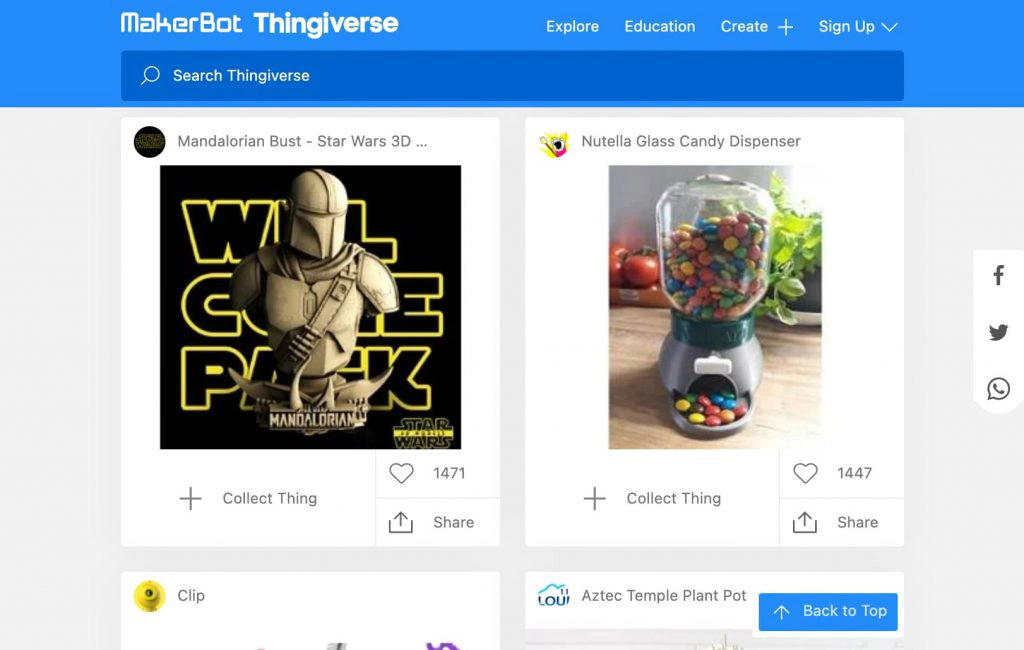 MakerBot Thingiverse
Explore Education Create Sign Up
Search Thingiverse
Mandalorian Bust - Star Wars 3D ...
Nutella Glass Candy Dispenser
WELCOME
PACK
MANDALORIAN
STAR
WARS
1471
1447
Collect Thing
Collect Thing
Share
Share
Clip
LOUI
Aztec Temple Plant Pot
Back to Top